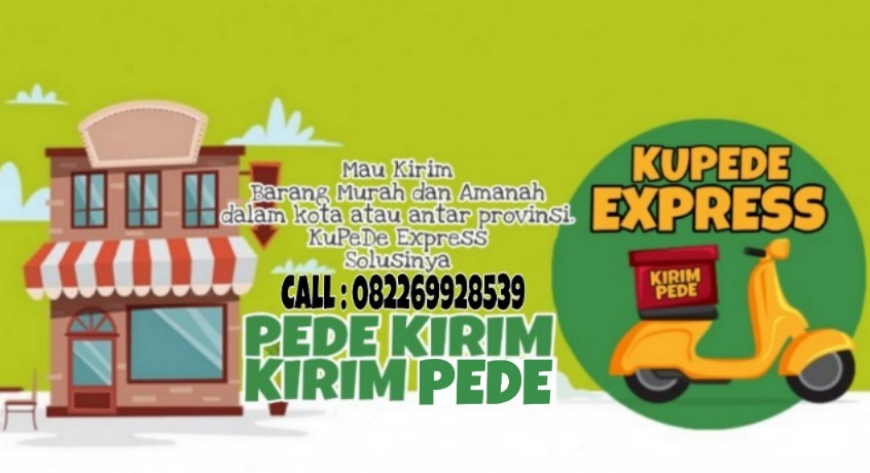 Mau Kirim
Barang Murah dan Amanah
dalam kota atau antar provinsi.
KuPeDe Express
Solusinya
CALL : 082269928539
PEDE KIRIM
KIRIM PEDE
KUPEDE
EXPRESS
KIRIM
PEDE